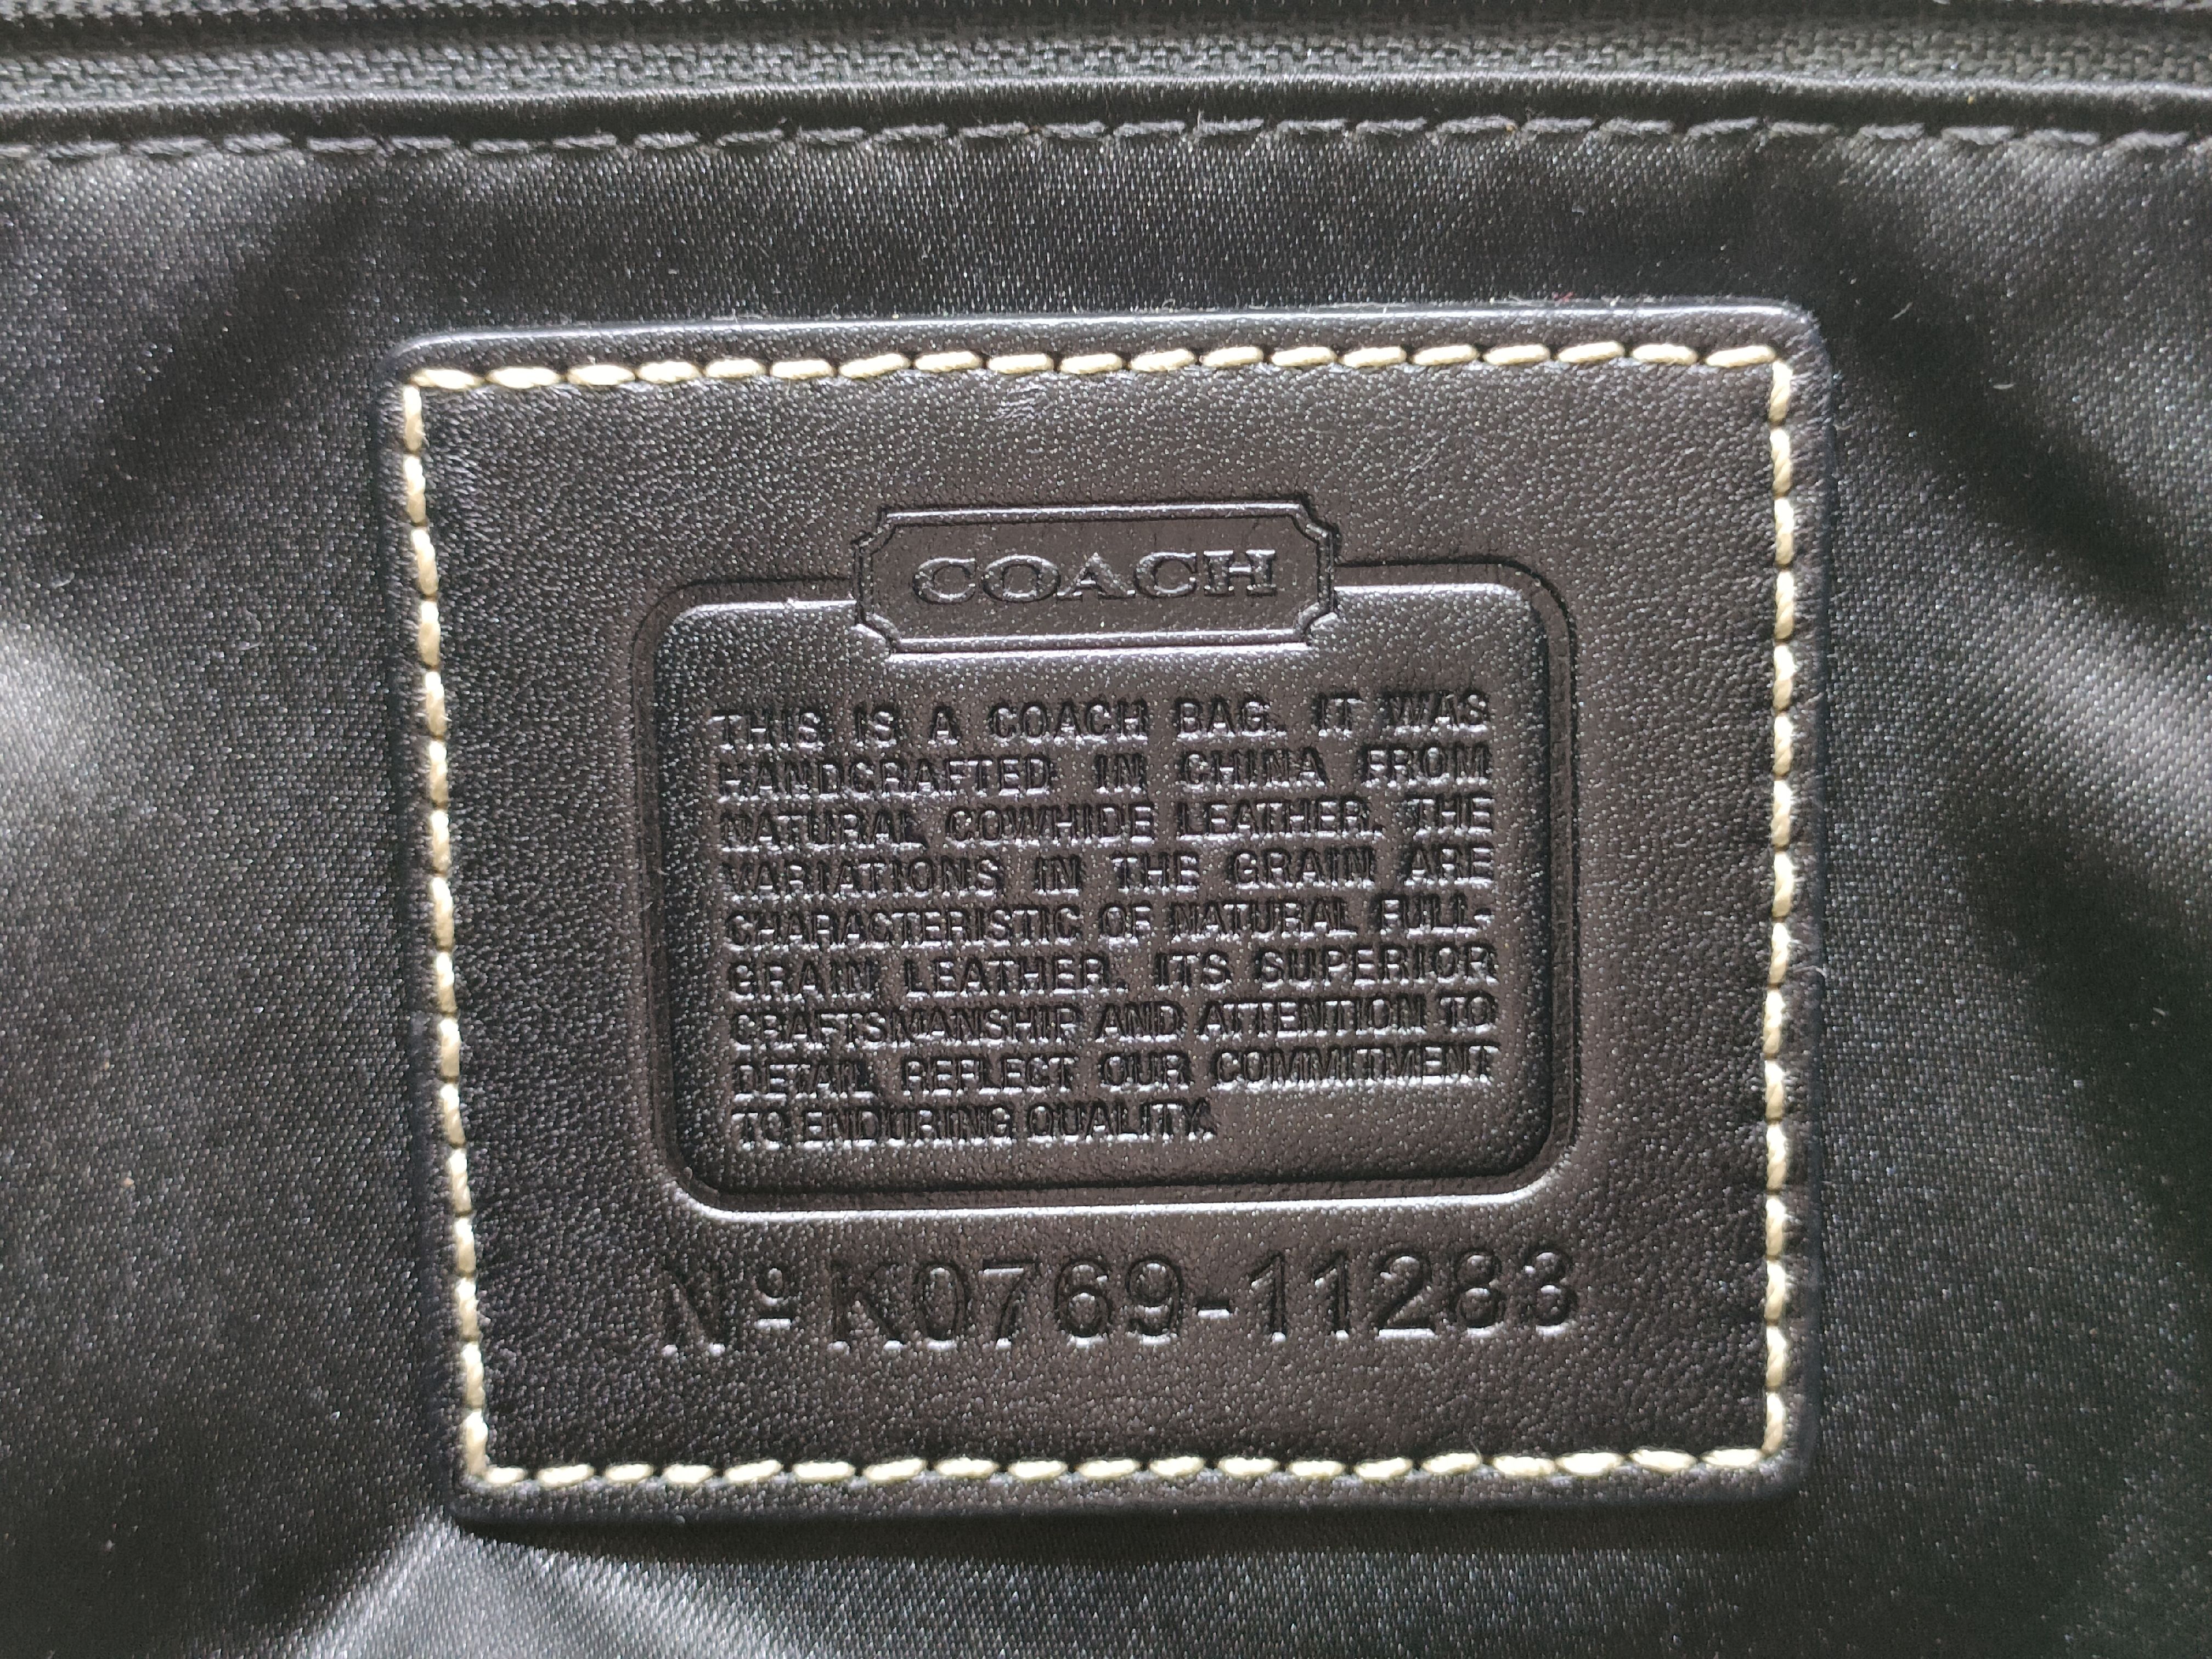 COACH
THIS IS A COACH BAG. IT WAS
HANDCRAFTED IN CHINA FROM
NATURAL COWHIDE LEATHER. THE
VARIATIONS IN THE GRAIN ARE
CHARACTERISTIC OF NATURAL FULL-
GRAIN LEATHER. ITS SUPERIOR
CRAFTSMANSHIP AND ATTENTION TO
DETAIL REFLECT OUR COMMITMENT
TO ENDURING QUALITY.
Nº K0769-11283